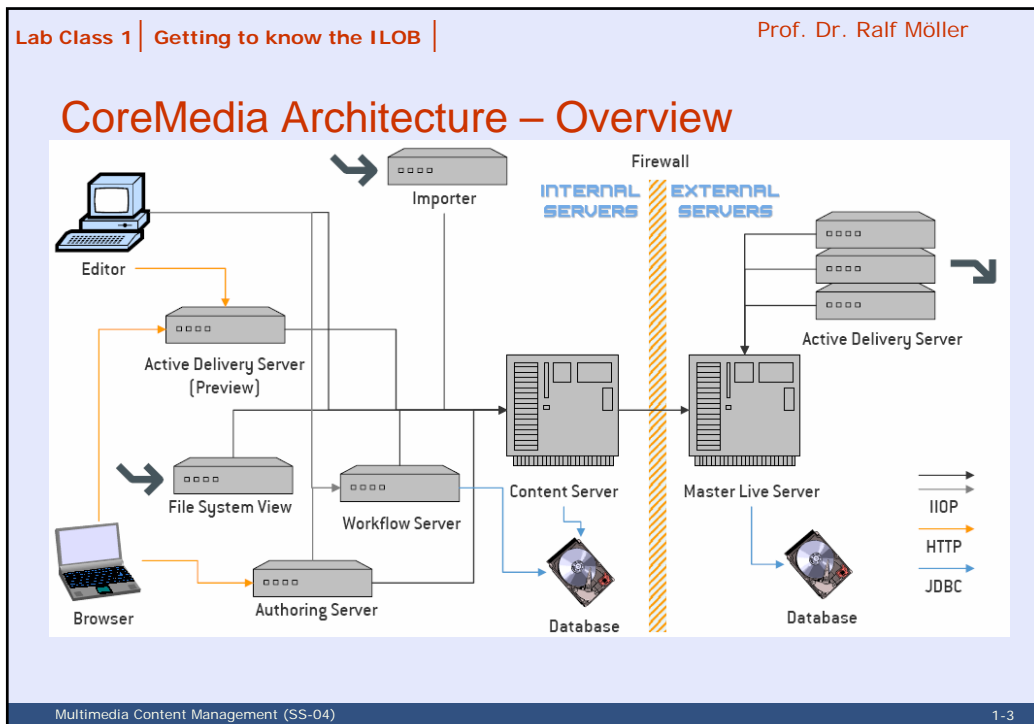 Lab Class 1 | Getting to know the ILOB |
Prof. Dr. Ralf Möller
CoreMedia Architecture – Overview
Importer
Firewall
INTERNAL
SERVERS
EXTERNAL
SERVERS
Editor
Active Delivery Server
(Preview)
Active Delivery Server
File System View
Workflow Server
Content Server
Master Live Server
IIOP
HTTP
JDBC
Browser
Authoring Server
Database
Database
Multimedia Content Management (SS-04)
1-3